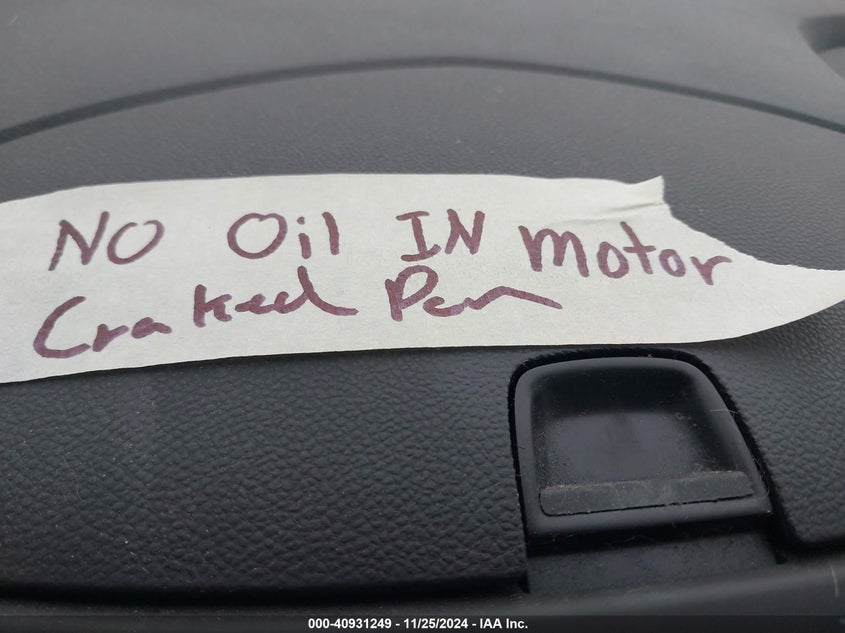 NO Oil IN motor
Craked Pan
000-40931249 - 11/25/2024 - IAA Inc.